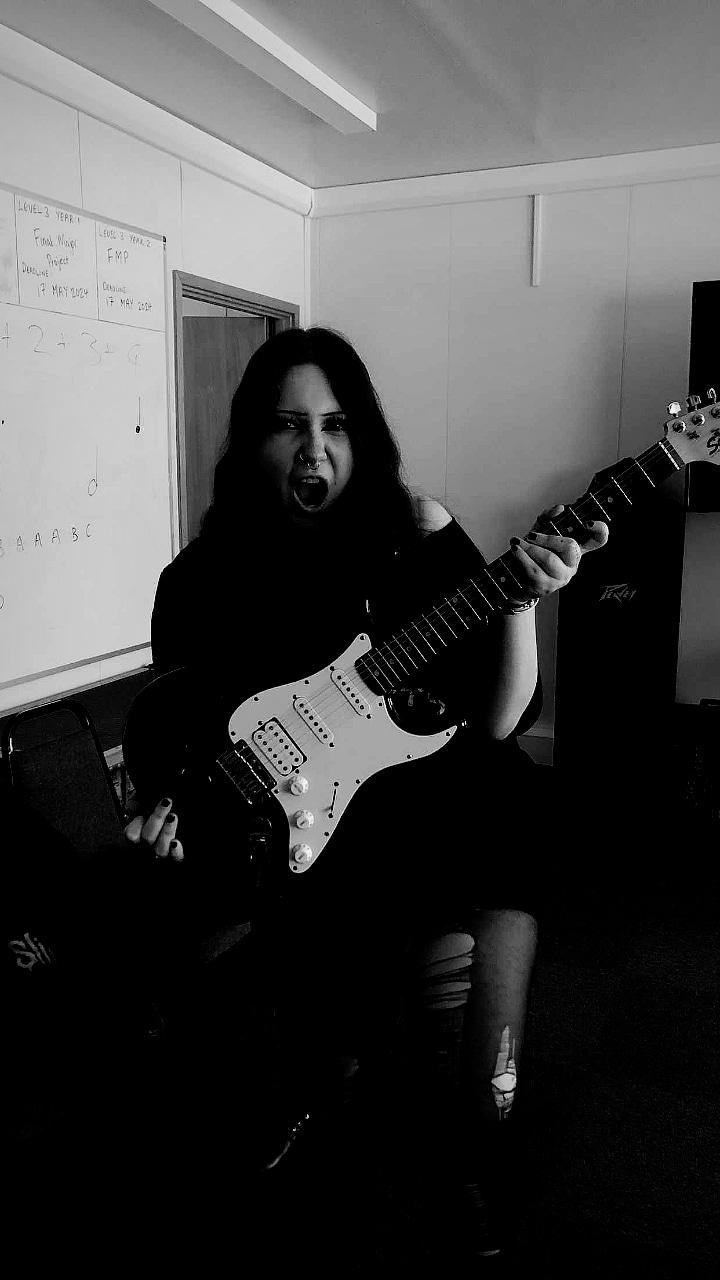 LEVEL 3 YEAR 1
Final Major
Project
DEADLINE:
17 MAY 2024
LEVEL 3 YEAR 2
FMP
DEADLINE:
17 MAY 2024
+ 2 + 3 + 4
A A A B C
PEAVEY